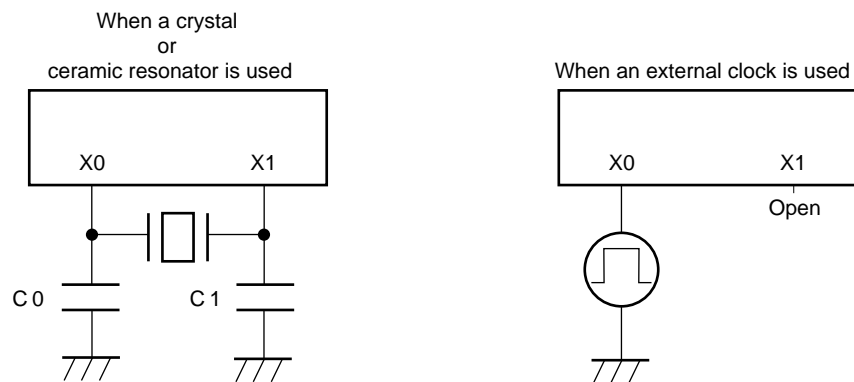 When a crystal
or
ceramic resonator is used
X0
X1
C 0
C 1
When an external clock is used
X0
X1
Open